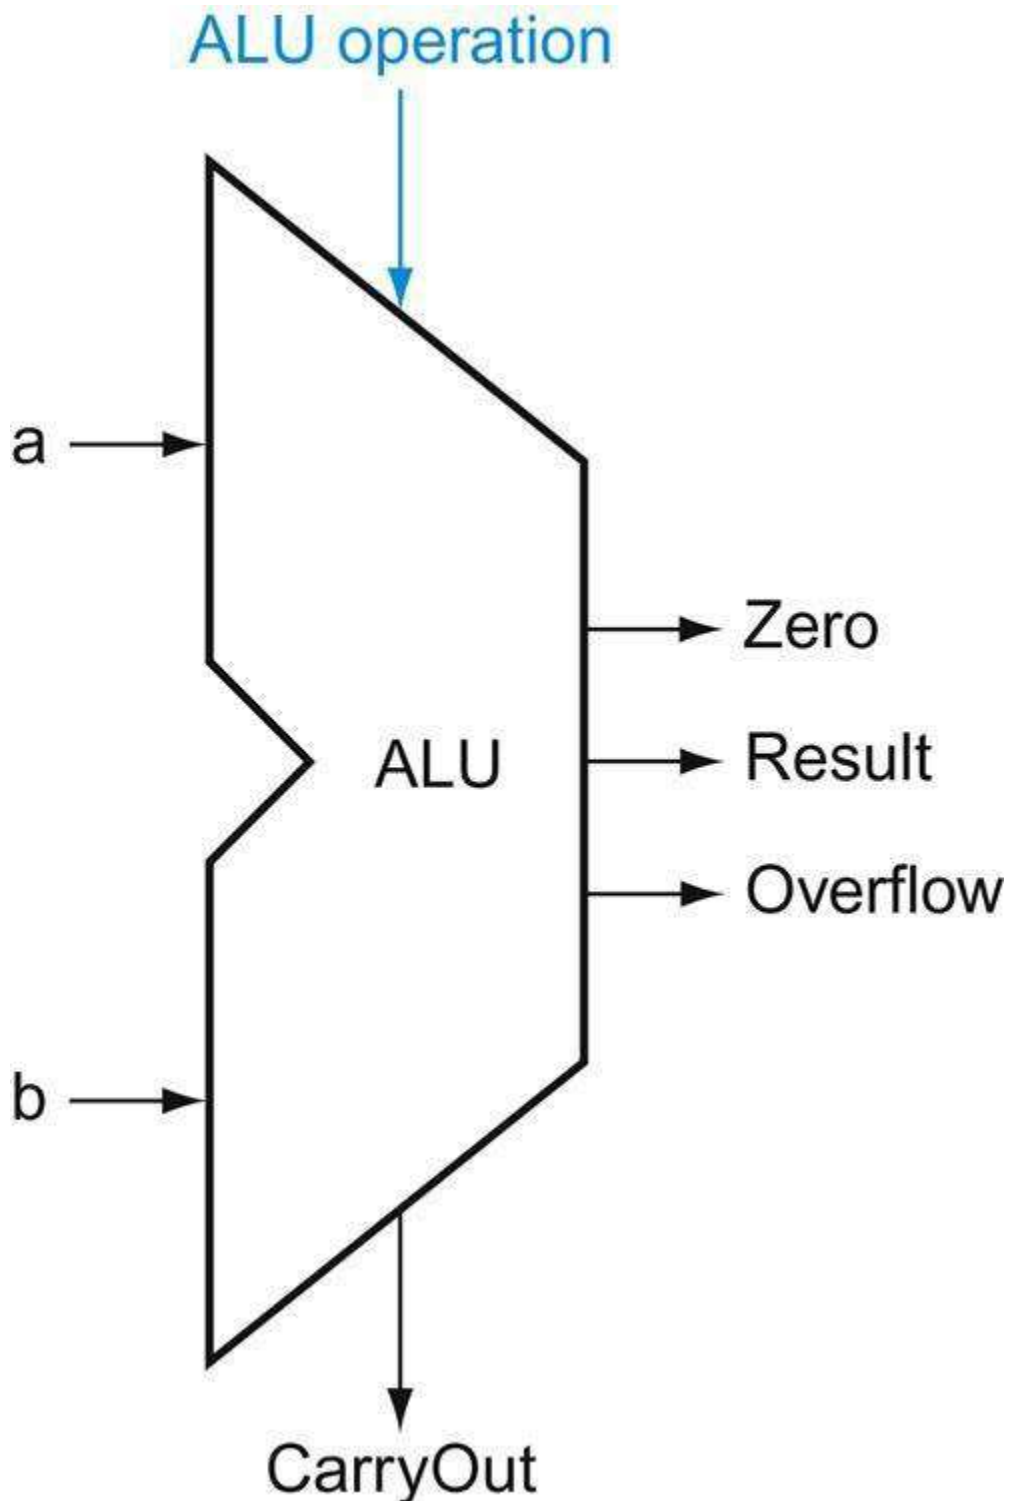 ALU operation
a
Zero
ALU
Result
Overflow
b
CarryOut